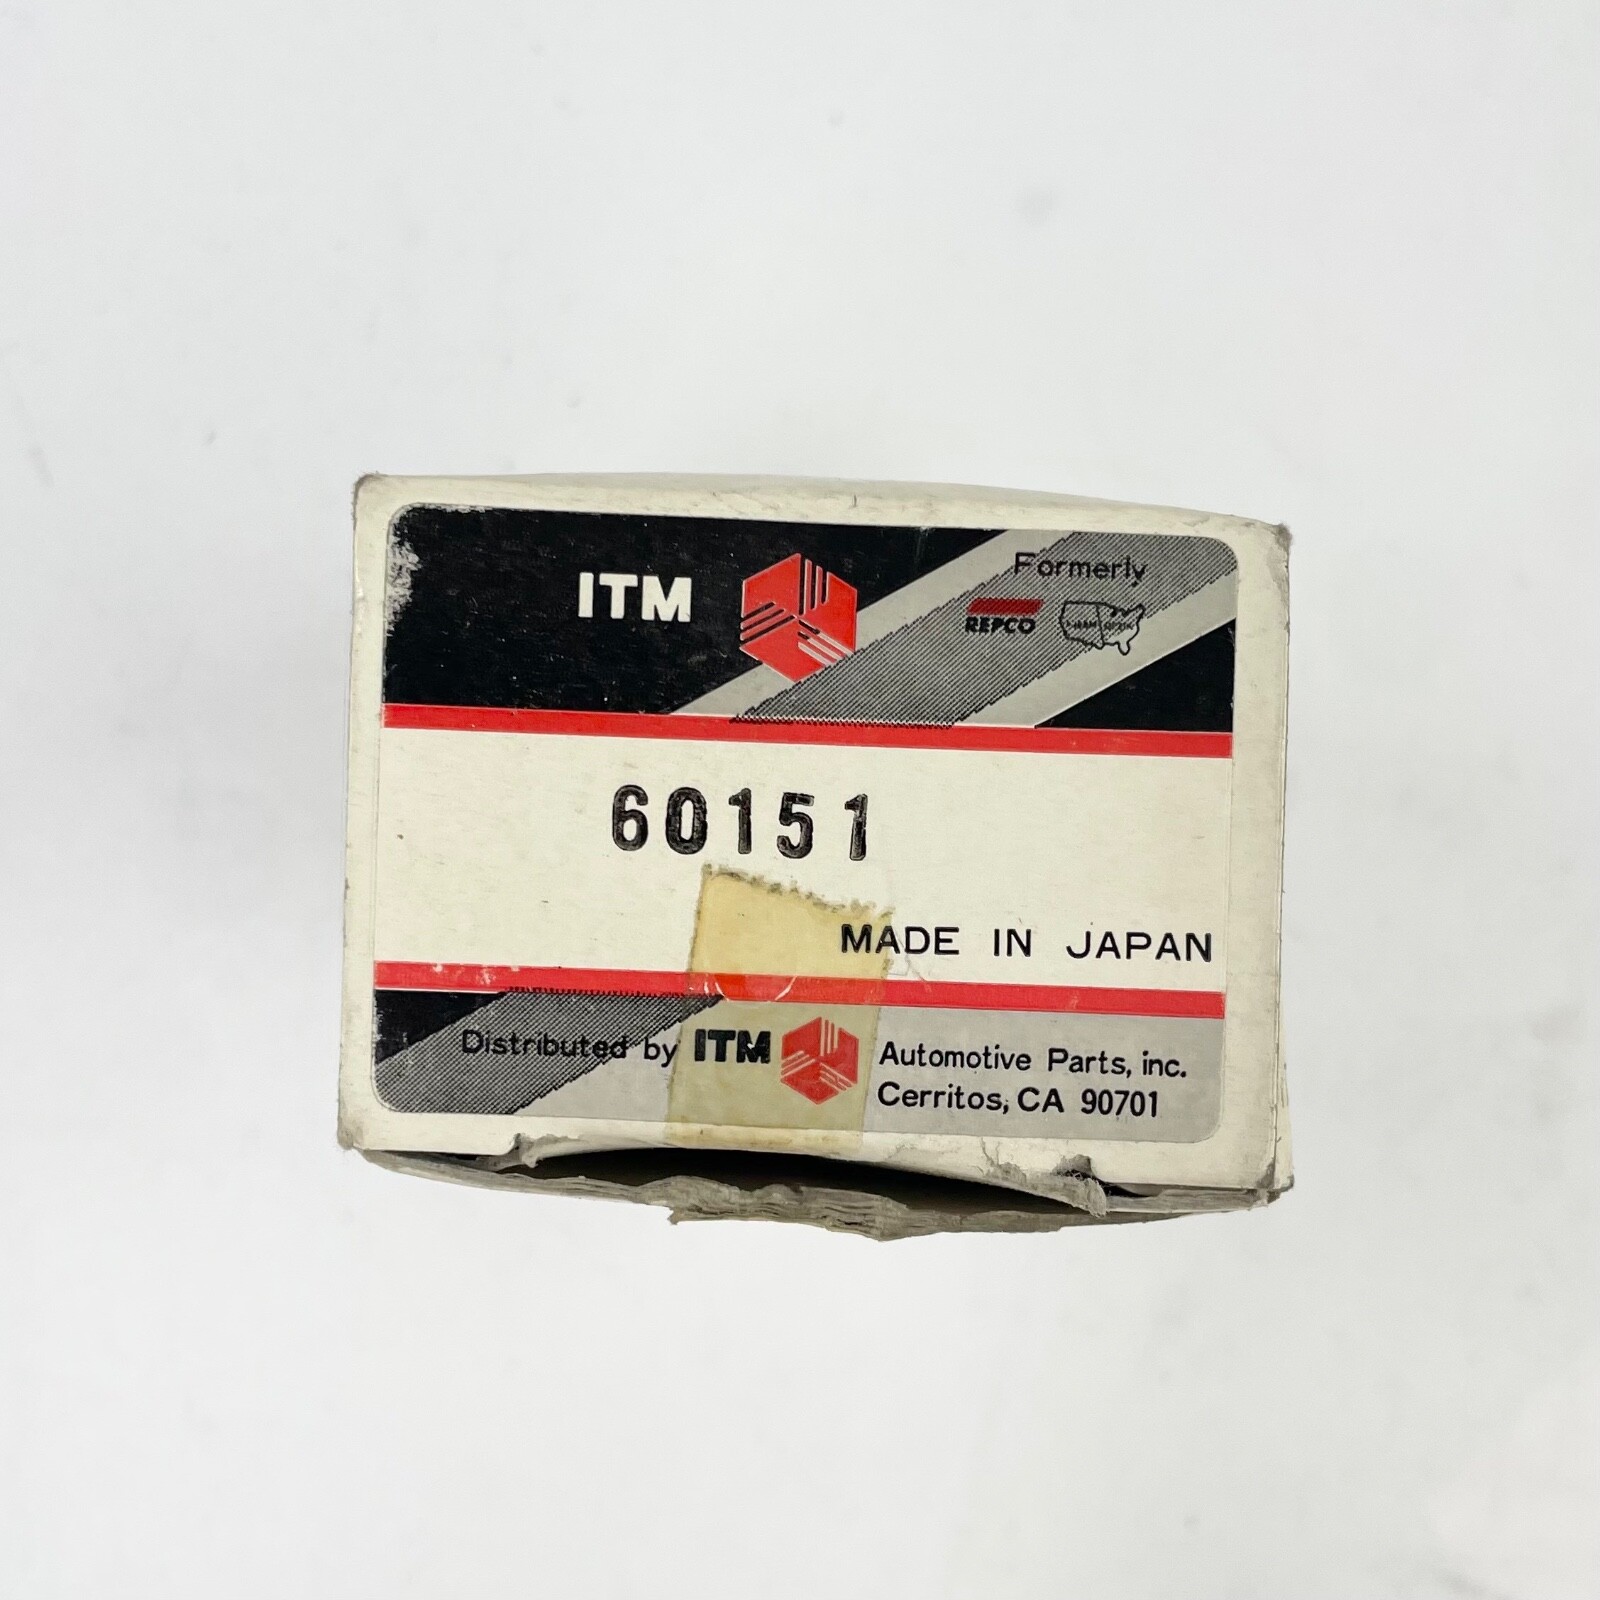 ITM
Formerly
REPCO
60151
MADE IN JAPAN
Distributed by ITM Automotive Parts, inc.
Cerritos, CA 90701